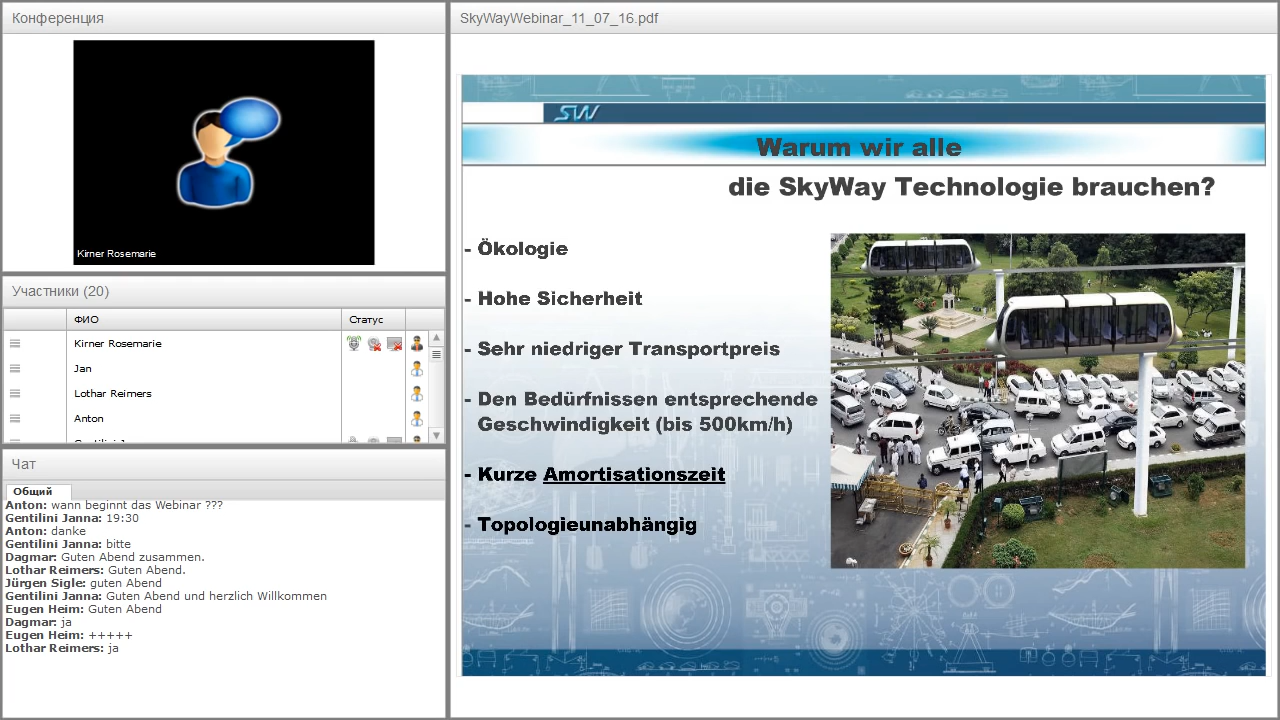 Конференция
Kirner Rosemarie
Участники (20)
ФИО Статус
Kirner Rosemarie
Jan
Lothar Reimers
Anton
Чат
Общий
Anton: wann beginnt das Webinar ???
Gentilini Janna: 19:30
Anton: danke
Gentilini Janna: bitte
Dagmar: Guten Abend zusammen.
Lothar Reimers: Guten Abend.
Jürgen Sigle: guten Abend
Gentilini Janna: Guten Abend und herzlich Willkommen
Eugen Heim: Guten Abend
Dagmar: ja
Eugen Heim: +++++
Lothar Reimers: ja
SkyWayWebinar_11_07_16.pdf
SW
Warum wir alle
die SkyWay Technologie brauchen?
- Ökologie
- Hohe Sicherheit
- Sehr niedriger Transportpreis
- Den Bedürfnissen entsprechende
Geschwindigkeit (bis 500km/h)
- Kurze Amortisationszeit
- Topologieunabhängig